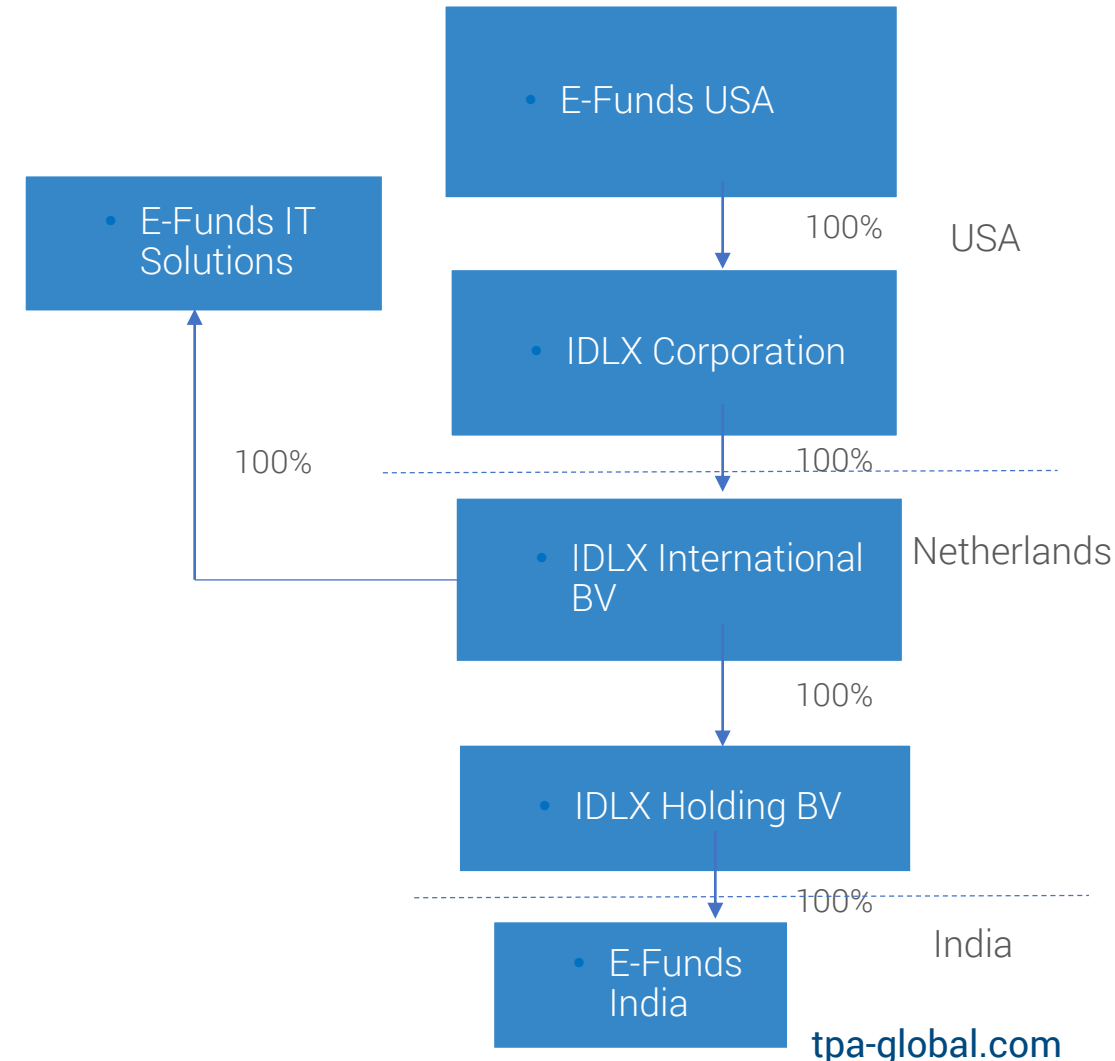 • E-Funds USA
100%
USA
• E-Funds IT
Solutions
• IDLX Corporation
100%
100%
• IDLX International
BV
Netherlands
100%
• IDLX Holding BV
100%
India
• E-Funds
India
tpa-global.com